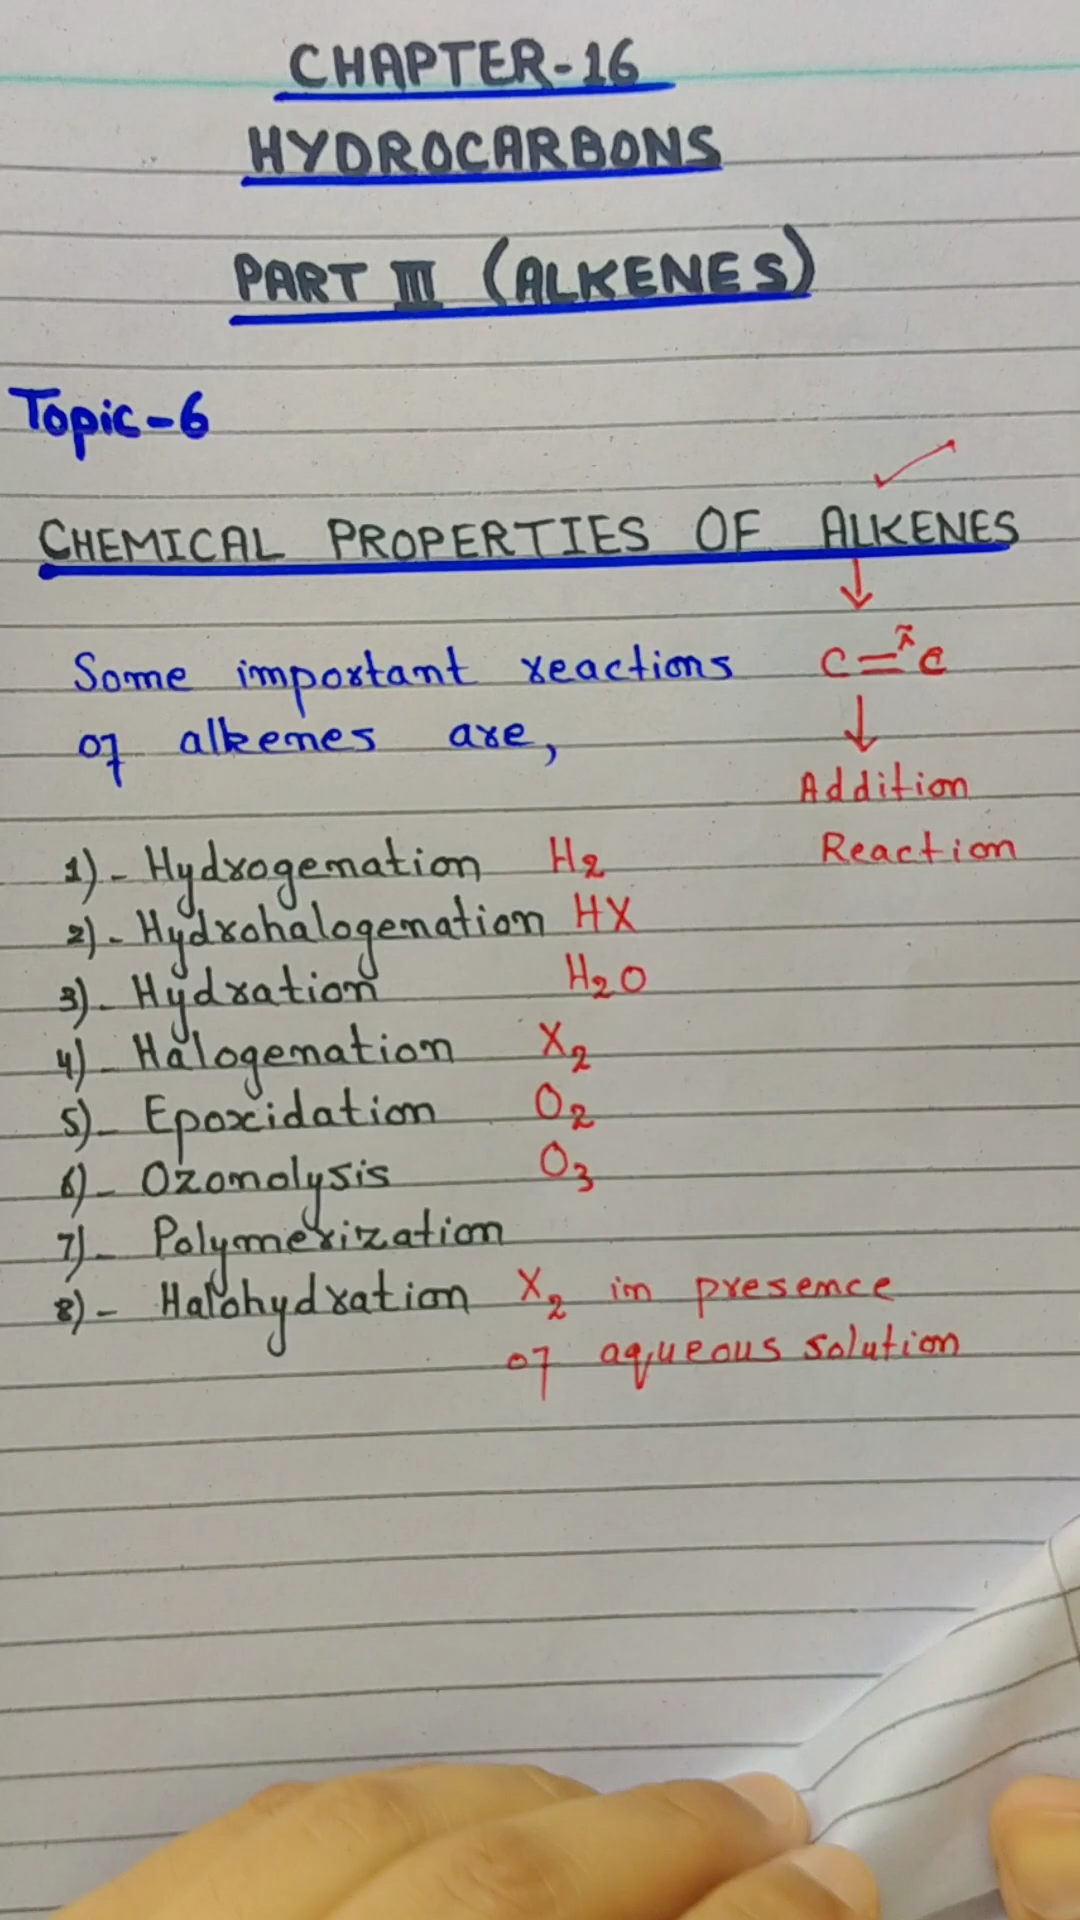 CHAPTER-16
HYDROCARBONS
PART III (ALKENES)
Topic-6
CHEMICAL PROPERTIES OF ALKENES
Some important reactions
of alkenes are,
C=C π
Addition
Reaction
1)- Hydrogenation H₂
2)- Hydrohalogenation HX
3)- Hydration H₂O
4)- Halogenation X₂
5)- Epoxidation O₂
6)- Ozonolysis O₃
7)- Polymerization
8)- Halohydration X₂ in presence
of aqueous solution